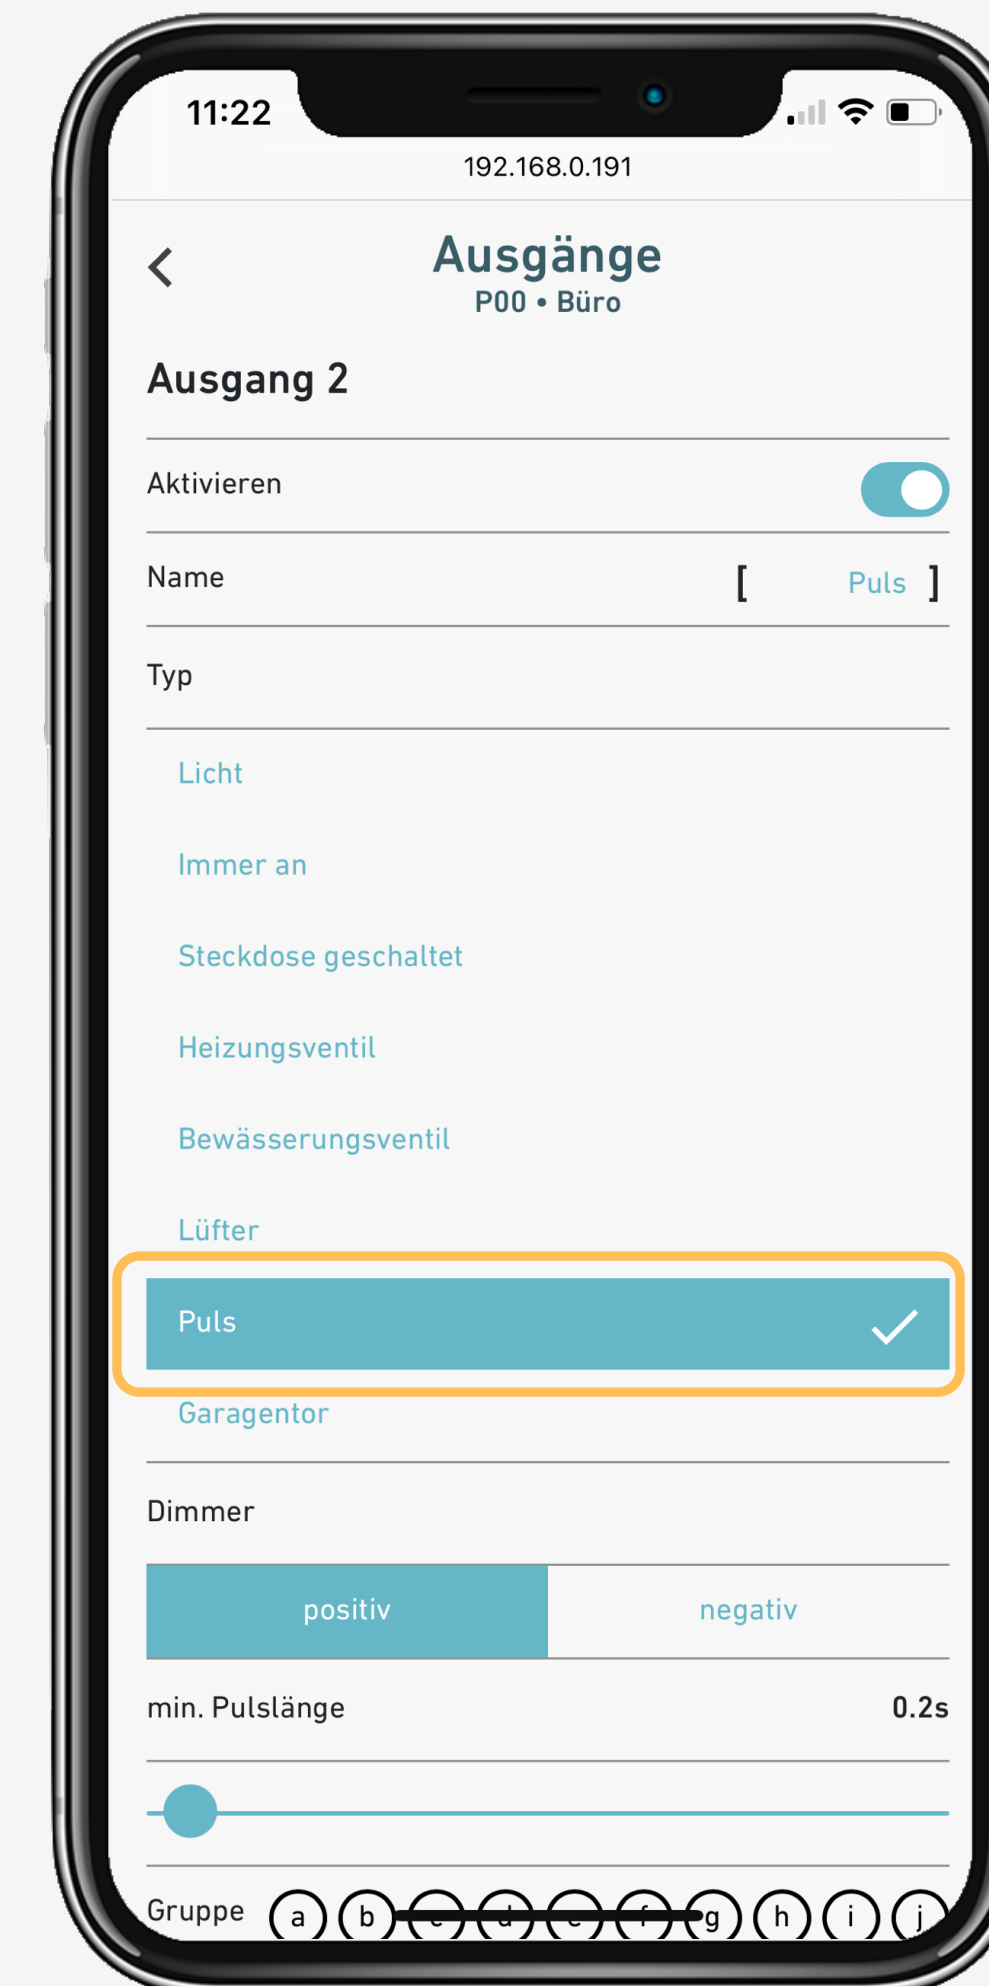 11:22
192.168.0.191
Ausgänge
P00 • Büro
Ausgang 2
Aktivieren
Name [ Puls ]
Typ
Licht
Immer an
Steckdose geschaltet
Heizungsventil
Bewässerungsventil
Lüfter
Puls
Garagentor
Dimmer
positiv negativ
min. Pulslänge 0.2s
Gruppe a b c d e f g h i j